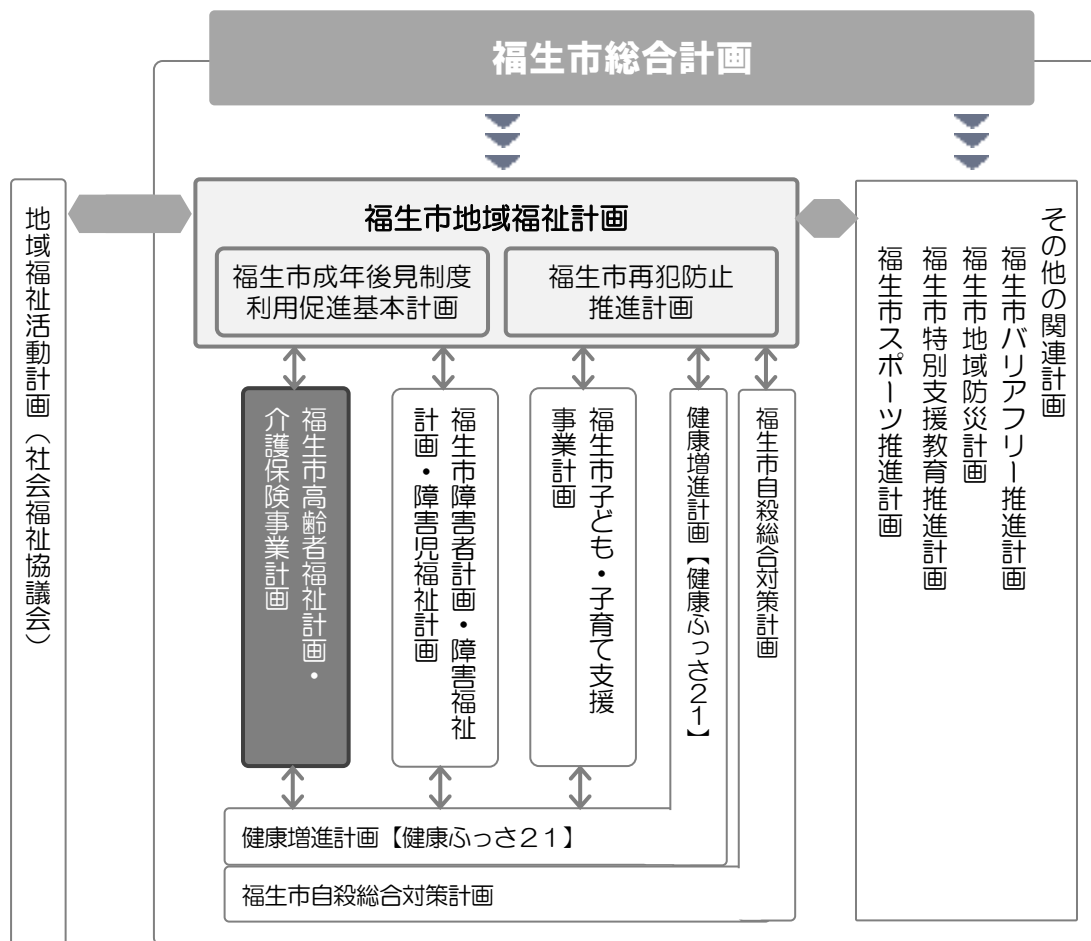 福生市総合計画
地域福祉活動計画（社会福祉協議会）
福生市地域福祉計画
福生市成年後見制度
利用促進基本計画
福生市再犯防止
推進計画
福生市高齢者福祉計画・
介護保険事業計画
福生市障害者計画・障害福祉
計画・障害児福祉計画
福生市子ども・子育て支援
事業計画
健康増進計画【健康ふっさ２１】
福生市自殺総合対策計画
健康増進計画【健康ふっさ２１】
福生市自殺総合対策計画
その他の関連計画
福生市バリアフリー推進計画
福生市地域防災計画
福生市特別支援教育推進計画
福生市スポーツ推進計画